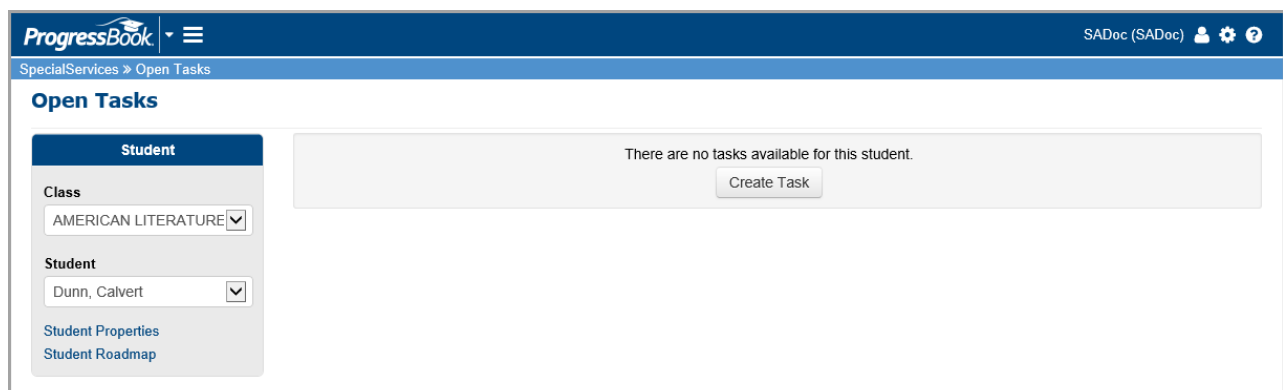 ProgressBook
SADoc (SADoc)
SpecialServices » Open Tasks
Open Tasks
Student
Class
AMERICAN LITERATURE
Student
Dunn, Calvert
Student Properties
Student Roadmap
There are no tasks available for this student.
Create Task